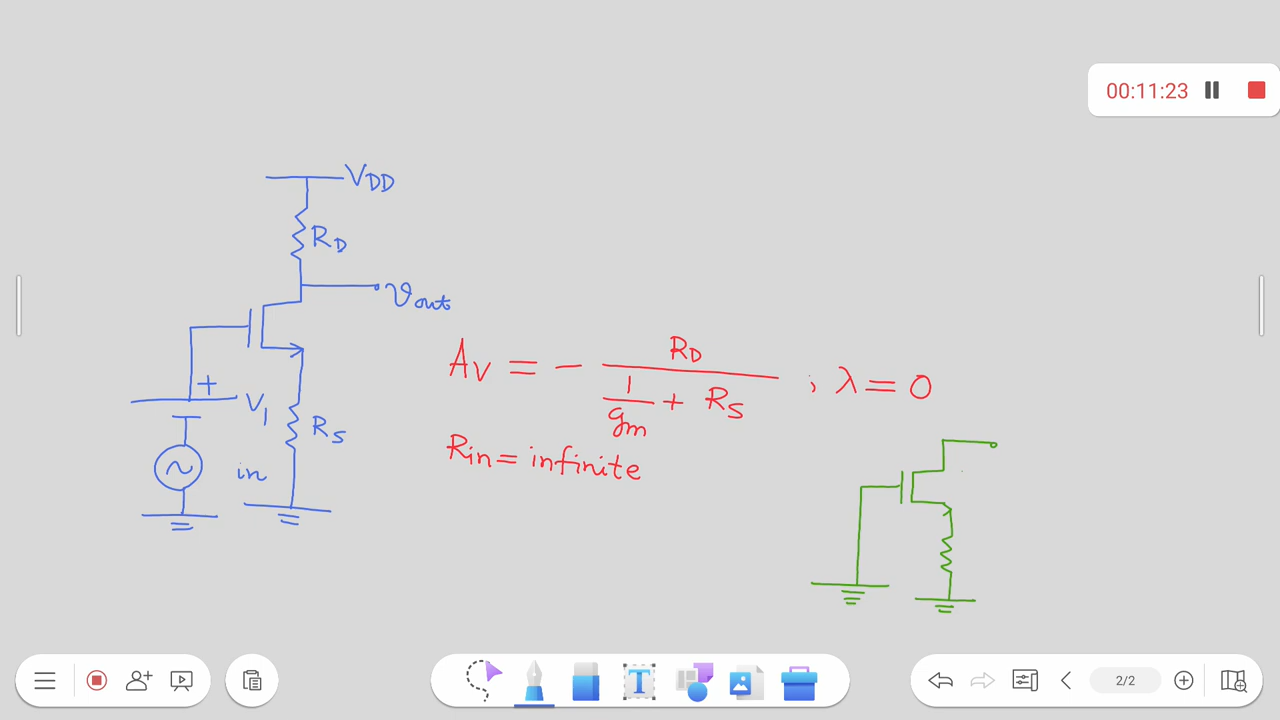 00:11:23
VDD
RD
Vout
+
V1
RS
in
AV = - RD / (1/gm + RS) ; λ = 0
Rin = infinite
T
2/2